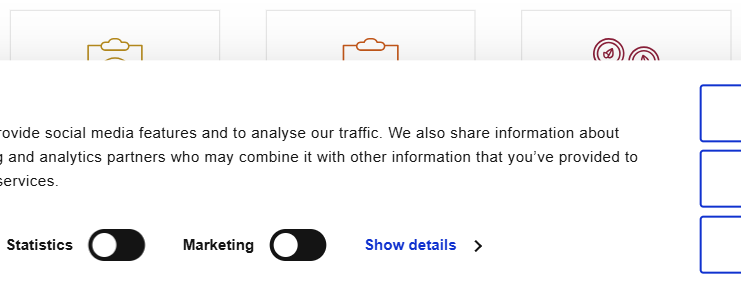 ovide social media features and to analyse our traffic. We also share information about
and analytics partners who may combine it with other information that you've provided to
services.
Statistics Marketing Show details